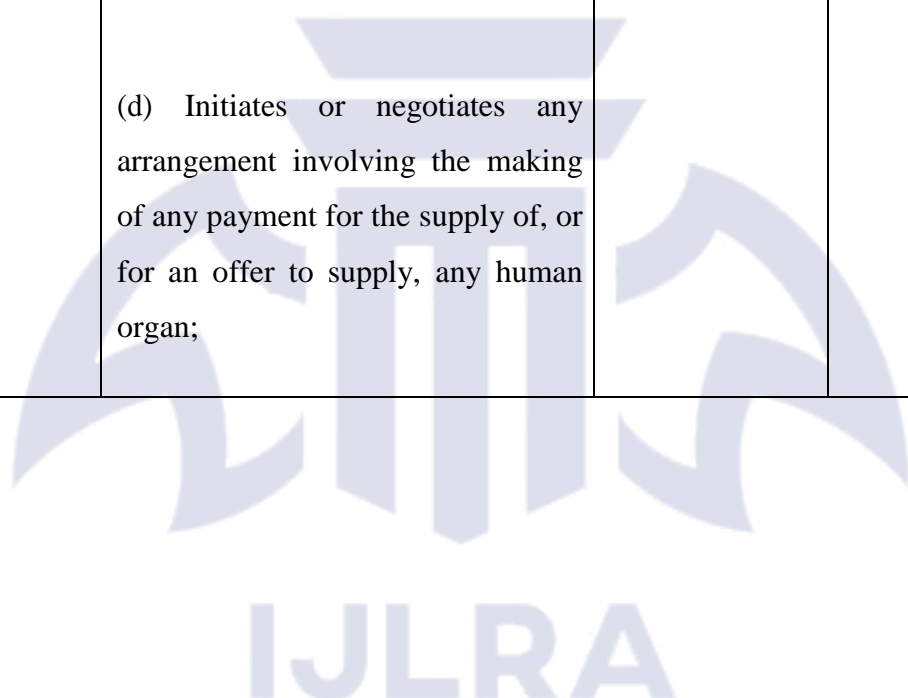 (d) Initiates or negotiates any
arrangement involving the making
of any payment for the supply of, or
for an offer to supply, any human
organ;
IJLRA